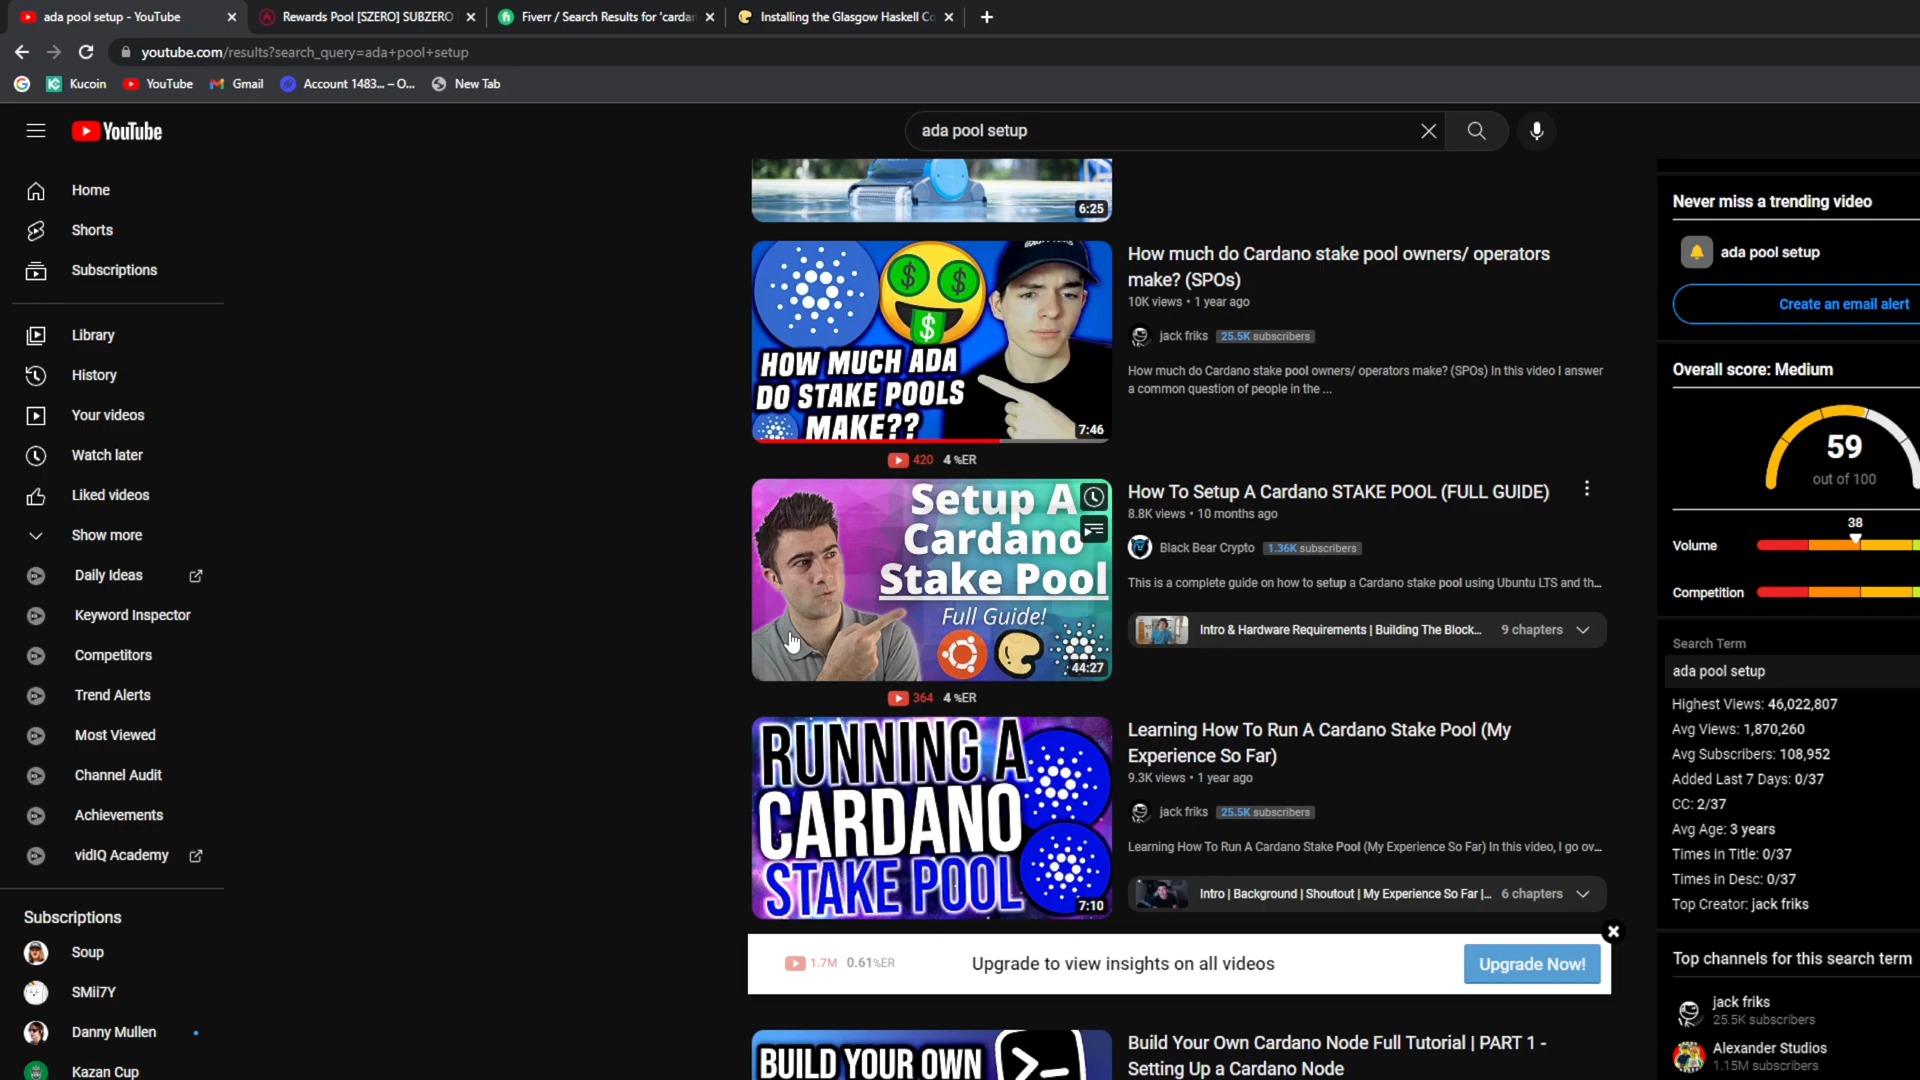 ada pool setup - YouTube
Rewards Pool [SZERO] SUBZERO
Fiverr / Search Results for 'cardan
Installing the Glasgow Haskell Co
youtube.com/results?search_query=ada+pool+setup
Kucoin
YouTube
Gmail
Account 1483... – O...
New Tab
YouTube
ada pool setup
Home
Shorts
Subscriptions
Library
History
Your videos
Watch later
Liked videos
Show more
Daily Ideas
Keyword Inspector
Competitors
Trend Alerts
Most Viewed
Channel Audit
Achievements
vidIQ Academy
Subscriptions
Soup
SMii7Y
Danny Mullen
Kazan Cup
6:25
HOW MUCH ADA
DO STAKE POOLS
MAKE??
7:46
How much do Cardano stake pool owners/ operators
make? (SPOs)
10K views • 1 year ago
jack friks 25.5K subscribers
How much do Cardano stake pool owners/ operators make? (SPOs) In this video I answer
a common question of people in the ...
420 4 %ER
Setup A
Cardano
Stake Pool
Full Guide!
44:27
How To Setup A Cardano STAKE POOL (FULL GUIDE)
8.8K views • 10 months ago
Black Bear Crypto 1.36K subscribers
This is a complete guide on how to setup a Cardano stake pool using Ubuntu LTS and th...
Intro & Hardware Requirements | Building The Block... 9 chapters
364 4 %ER
RUNNING A
CARDANO
STAKE POOL
7:10
Learning How To Run A Cardano Stake Pool (My
Experience So Far)
9.3K views • 1 year ago
jack friks 25.5K subscribers
Learning How To Run A Cardano Stake Pool (My Experience So Far) In this video, I go ov...
Intro | Background | Shoutout | My Experience So Far |... 6 chapters
1.7M 0.61%ER
Upgrade to view insights on all videos
Upgrade Now!
BUILD YOUR OWN
Build Your Own Cardano Node Full Tutorial | PART 1 -
Setting Up a Cardano Node
Never miss a trending video
ada pool setup
Create an email alert
Overall score: Medium
59
out of 100
38
Volume
Competition
Search Term
ada pool setup
Highest Views: 46,022,807
Avg Views: 1,870,260
Avg Subscribers: 108,952
Added Last 7 Days: 0/37
CC: 2/37
Avg Age: 3 years
Times in Title: 0/37
Times in Desc: 0/37
Top Creator: jack friks
Top channels for this search term
jack friks
25.5K subscribers
Alexander Studios
1.15M subscribers